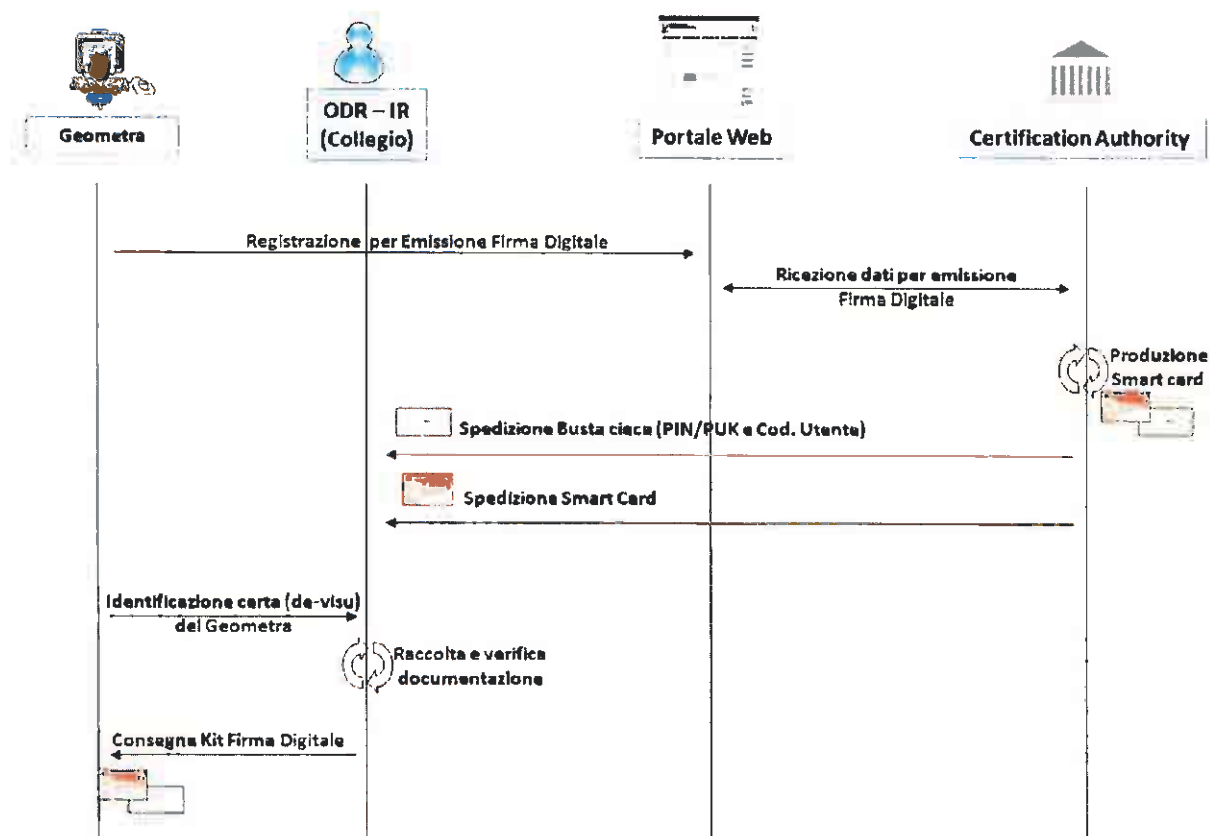 Geometra
ODR – IR
(Collegio)
Portale Web
Certification Authority
Registrazione per Emissione Firma Digitale
Ricezione dati per emissione
Firma Digitale
Produzione
Smart card
Spedizione Busta cieca (PIN/PUK e Cod. Utente)
Spedizione Smart Card
Identificazione certa (de-visu)
del Geometra
Raccolta e verifica
documentazione
Consegna Kit Firma Digitale